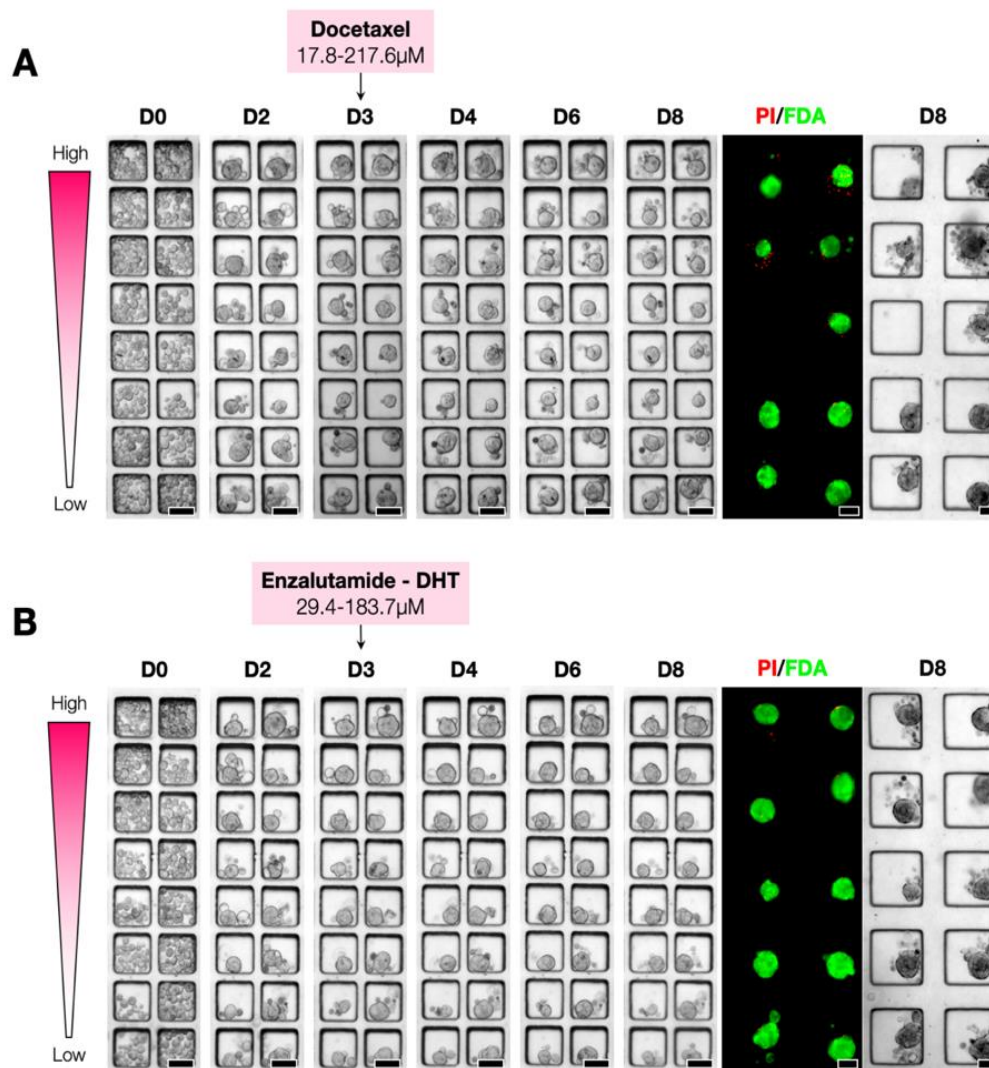 Docetaxel
17.8-217.6µM
A
D0 D2 D3 D4 D6 D8 PI/FDA D8
High
Low
Enzalutamide - DHT
29.4-183.7µM
B
D0 D2 D3 D4 D6 D8 PI/FDA D8
High
Low